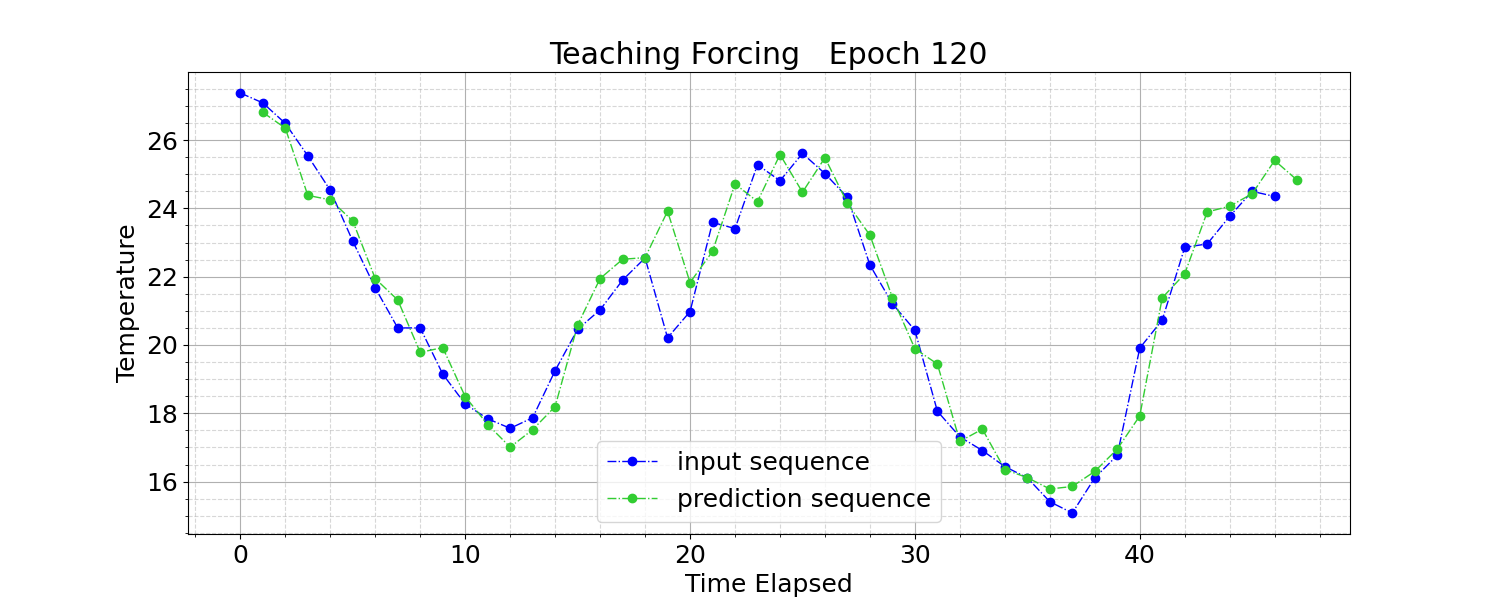 Teaching Forcing   Epoch 120
Temperature
26
24
22
20
18
16
input sequence
prediction sequence
0 10 20 30 40
Time Elapsed